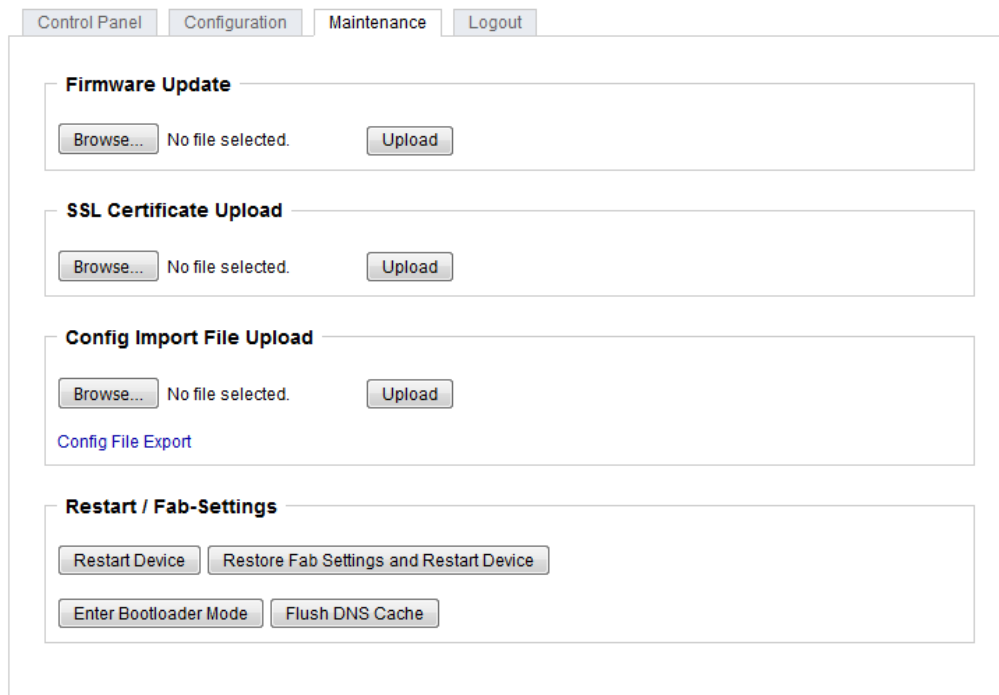 Control Panel Configuration Maintenance Logout
Firmware Update
Browse... No file selected. Upload
SSL Certificate Upload
Browse... No file selected. Upload
Config Import File Upload
Browse... No file selected. Upload
Config File Export
Restart / Fab-Settings
Restart Device Restore Fab Settings and Restart Device
Enter Bootloader Mode Flush DNS Cache